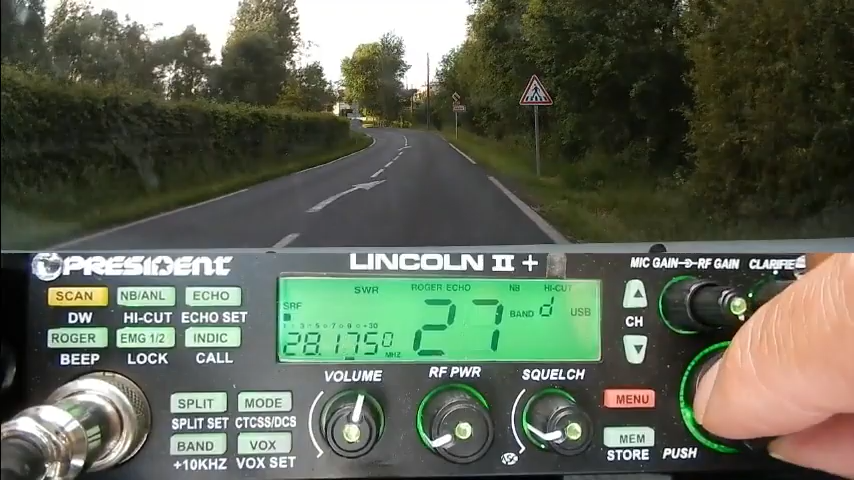 PRESIDENT
LINCOLN II +
MIC GAIN-D-RF GAIN
CLARIFIE
SCAN
NB/ANL
ECHO
DW
HI-CUT
ECHO SET
ROGER
EMG 1/2
INDIC
BEEP
LOCK
CALL
SRF
SWR
ROGER ECHO
NB
HI-CUT
27
BAND d
USB
1 3 5 7 9 +30
28.1750 MHZ
CH
VOLUME
RF PWR
SQUELCH
MENU
SPLIT
MODE
SPLIT SET
CTCSS/DCS
BAND
VOX
+10KHz
VOX SET
MEM
STORE
PUSH